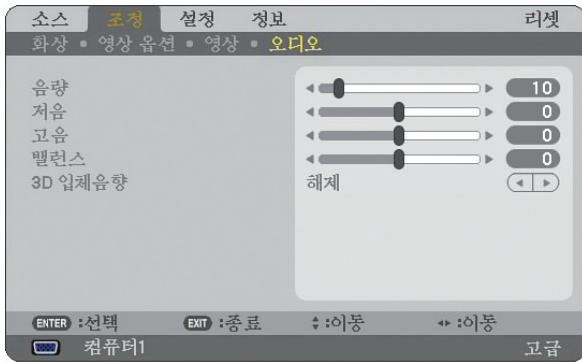 소스 조정 설정 정보 리셋
화상 • 영상 옵션 • 영상 • 오디오
음량 10
저음 0
고음 0
밸런스 0
3D 입체음향 해제
ENTER :선택 EXIT :종료 :이동 :이동
컴퓨터1 고급